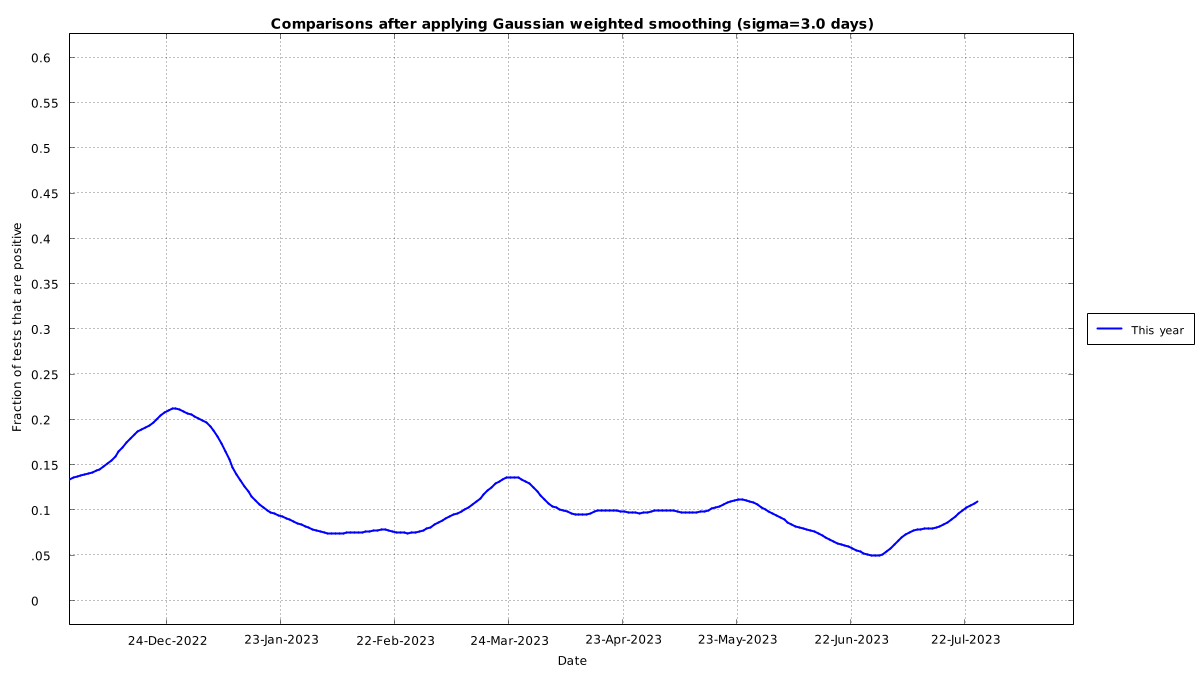 Comparisons after applying Gaussian weighted smoothing (sigma=3.0 days)
0.6
0.55
0.5
0.45
0.4
0.35
0.3
0.25
0.2
0.15
0.1
.05
0
Fraction of tests that are positive
This year
24-Dec-2022 23-Jan-2023 22-Feb-2023 24-Mar-2023 23-Apr-2023 23-May-2023 22-Jun-2023 22-Jul-2023
Date